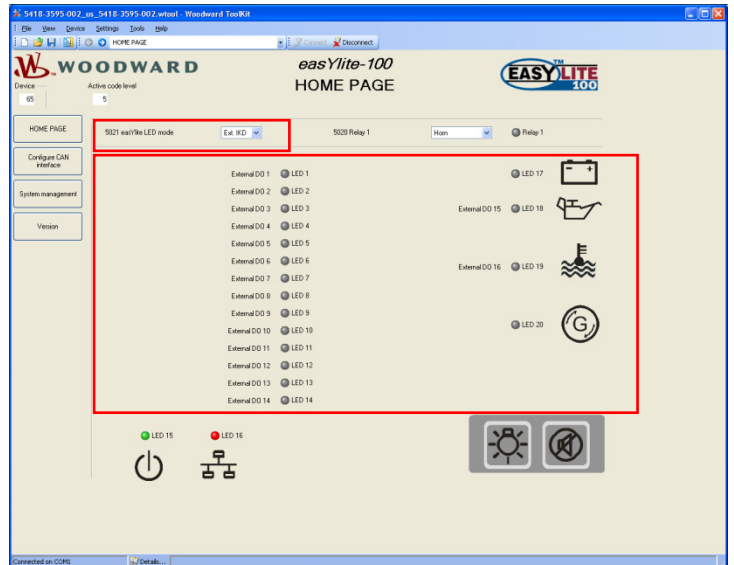 5418-3595-002_us_5418-3595-002.wtool - Woodward ToolKit
File View Device Settings Tools Help
HOME PAGE Connect Disconnect
WOODWARD
easYlite-100
HOME PAGE
EASYLITE™
100
Device Active code level
65 5
HOME PAGE
Configure CAN
interface
System management
Version
5021 easYlite LED mode Ext. IKD 5020 Relay 1 Horn Relay 1
External DO 1 LED 1 LED 17 - +
External DO 2 LED 2
External DO 3 LED 3 External DO 15 LED 18
External DO 4 LED 4
External DO 5 LED 5
External DO 6 LED 6 External DO 16 LED 19
External DO 7 LED 7
External DO 8 LED 8
External DO 9 LED 9 LED 20 G
External DO 10 LED 10
External DO 11 LED 11
External DO 12 LED 12
External DO 13 LED 13
External DO 14 LED 14
LED 15 LED 16
Connected on COM1 Details...